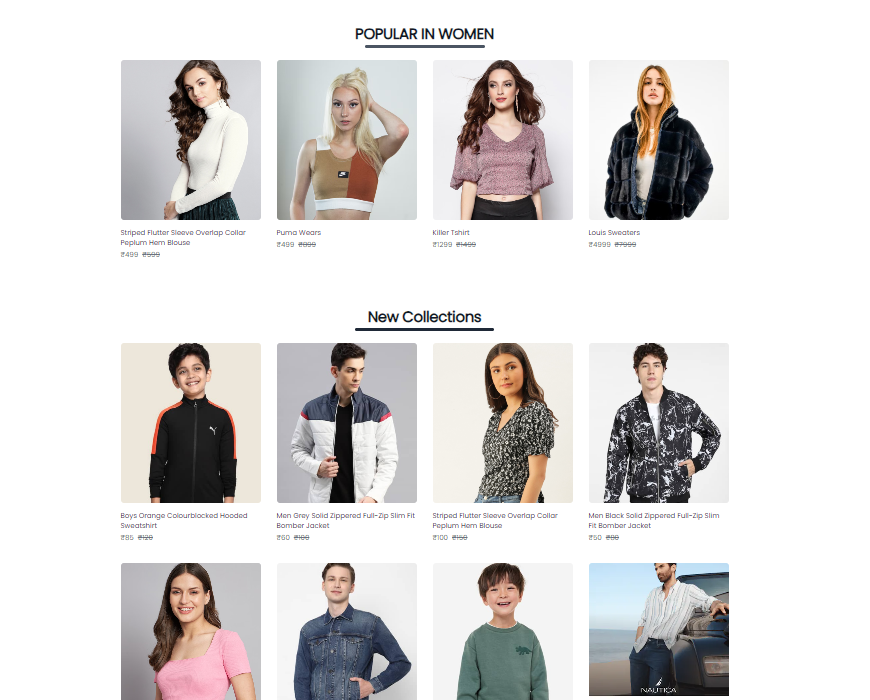 POPULAR IN WOMEN
Striped Flutter Sleeve Overlap Collar
Peplum Hem Blouse
₹499 ₹599
Puma Wears
₹499 ₹899
Killer Tshirt
₹1299 ₹1499
Louis Sweaters
₹4999 ₹7999
New Collections
Boys Orange Colourblocked Hooded
Sweatshirt
₹85 ₹120
Men Grey Solid Zippered Full-Zip Slim Fit
Bomber Jacket
₹60 ₹100
Striped Flutter Sleeve Overlap Collar
Peplum Hem Blouse
₹100 ₹150
Men Black Solid Zippered Full-Zip Slim
Fit Bomber Jacket
₹50 ₹80
NAUTICA